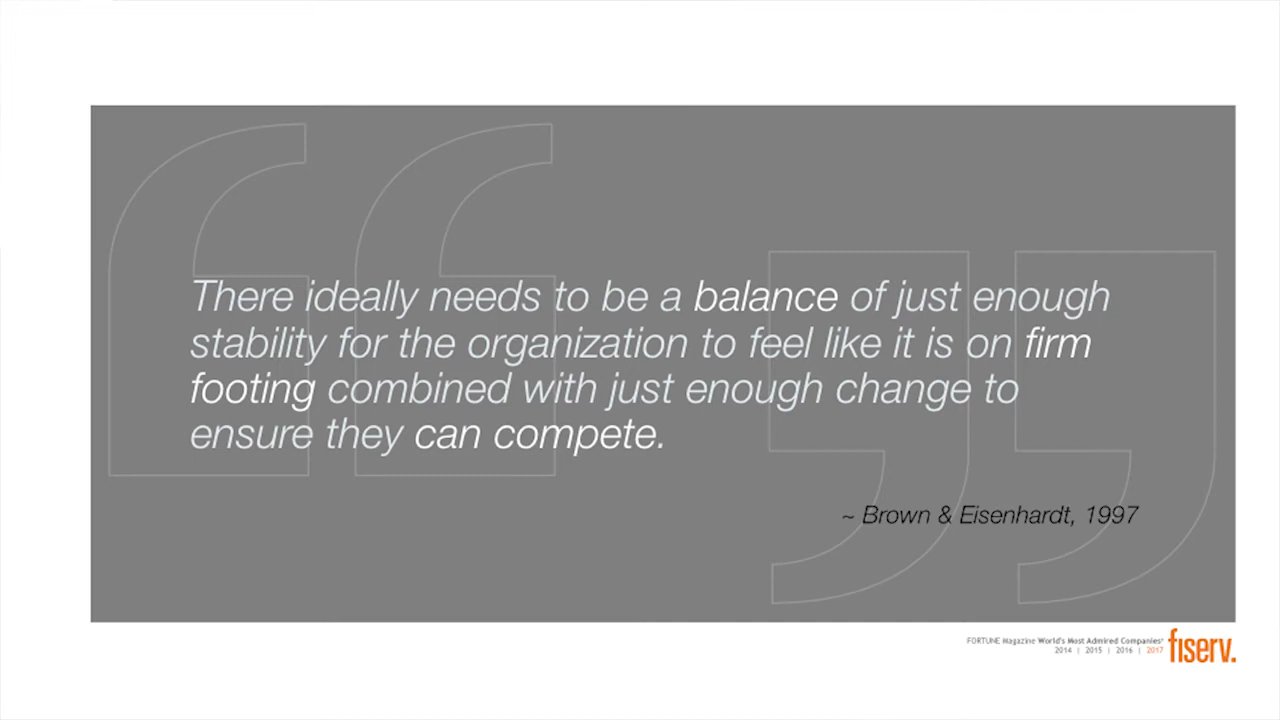 There ideally needs to be a balance of just enough
stability for the organization to feel like it is on firm
footing combined with just enough change to
ensure they can compete.
~ Brown & Eisenhardt, 1997
FORTUNE Magazine World's Most Admired Companies®
2014 | 2015 | 2016 | 2017
fiserv.